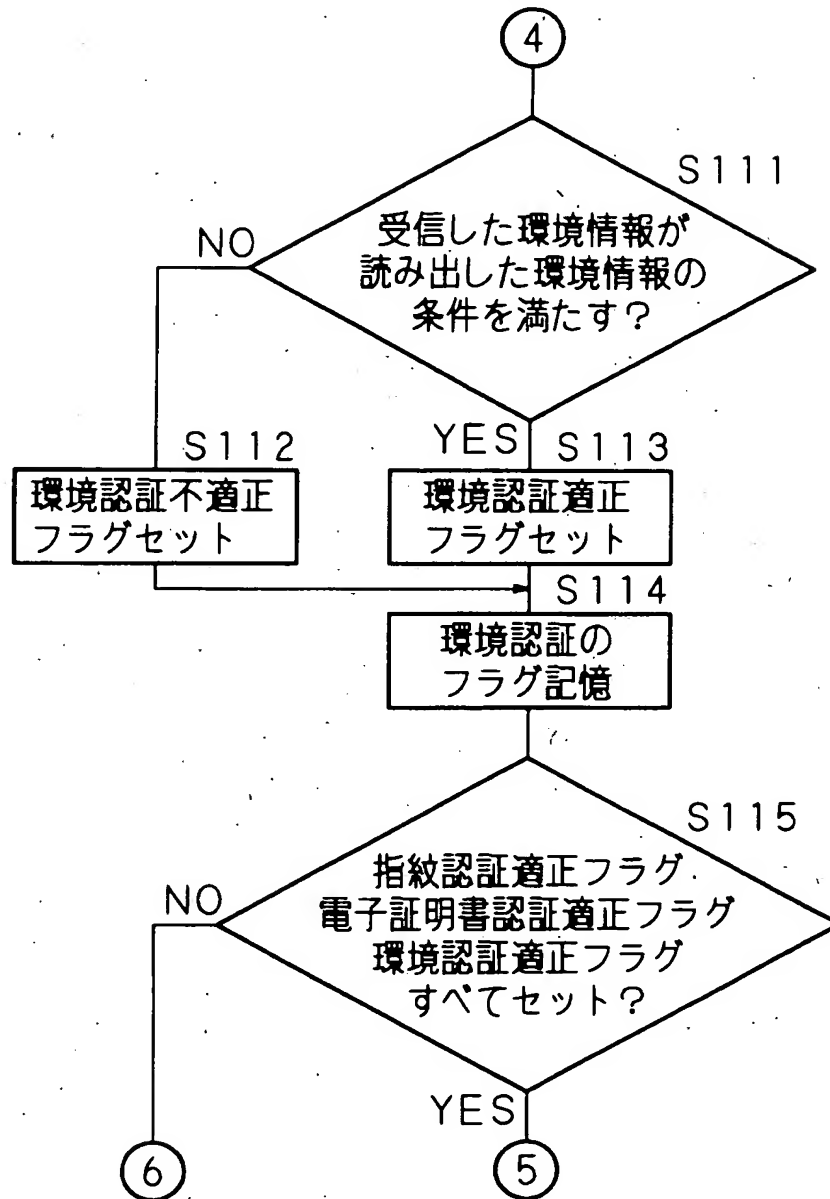 4
S111
受信した環境情報が
読み出した環境情報の
条件を満たす？
NO
YES
S112
環境認証不適正
フラグセット
S113
環境認証適正
フラグセット
S114
環境認証の
フラグ記憶
S115
指紋認証適正フラグ
電子証明書認証適正フラグ
環境認証適正フラグ
すべてセット？
NO
YES
6
5